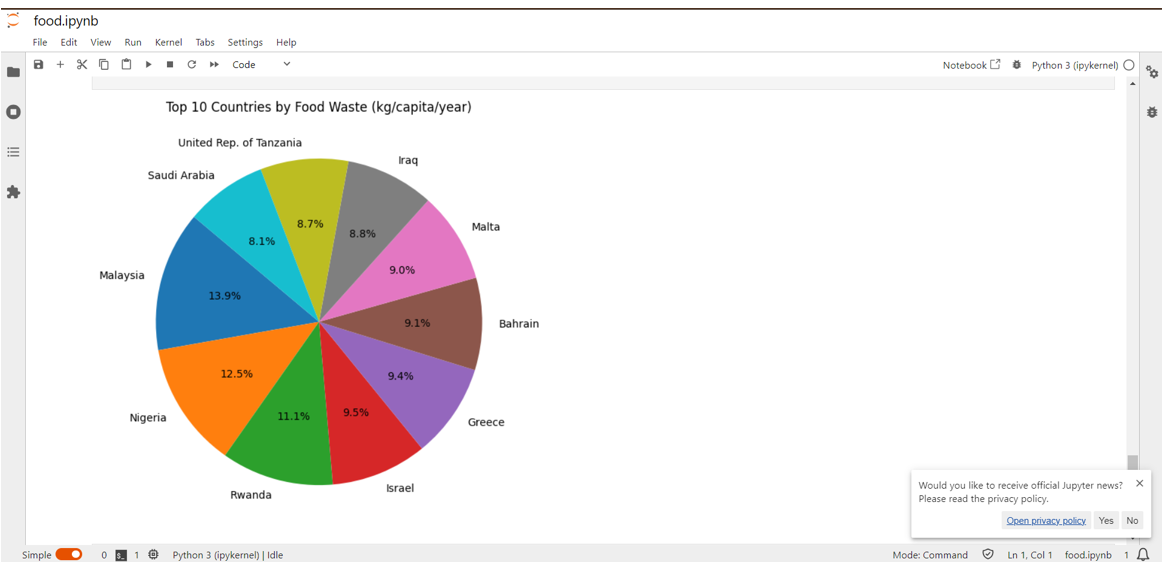 food.ipynb
File Edit View Run Kernel Tabs Settings Help
Code
Notebook Python 3 (ipykernel)
Top 10 Countries by Food Waste (kg/capita/year)
United Rep. of Tanzania
Iraq
Saudi Arabia
Malta
8.7%
8.8%
8.1%
9.0%
Malaysia
13.9%
9.1%
Bahrain
12.5%
9.4%
11.1%
9.5%
Nigeria
Greece
Israel
Rwanda
Would you like to receive official Jupyter news?
Please read the privacy policy.
Open privacy policy Yes No
Simple 0 $_ 1 Python 3 (ipykernel) | Idle Mode: Command Ln 1, Col 1 food.ipynb 1